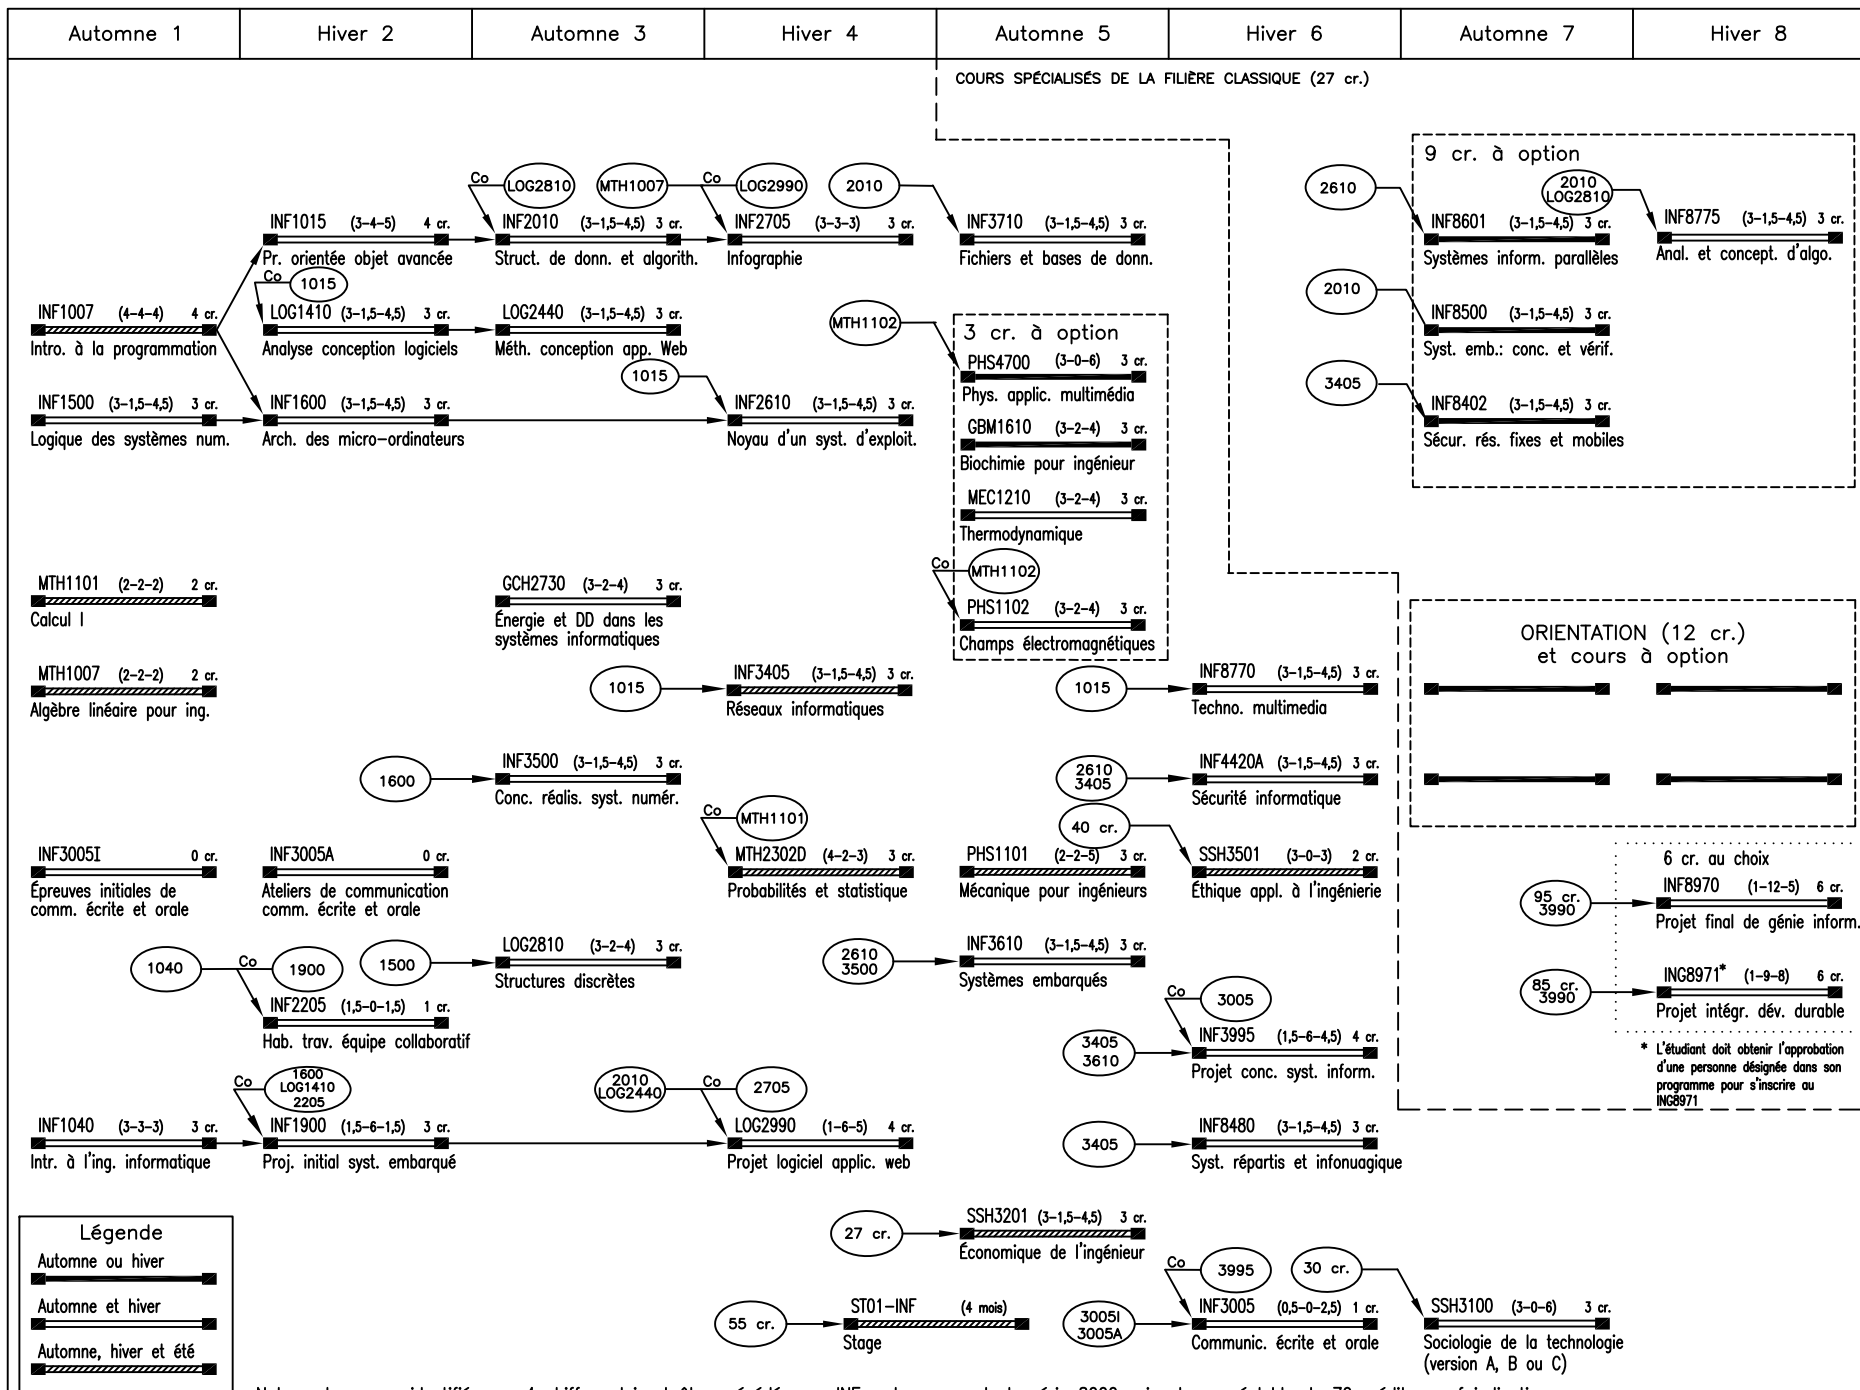 Automne 1
Hiver 2
Automne 3
Hiver 4
Automne 5
Hiver 6
Automne 7
Hiver 8
COURS SPÉCIALISÉS DE LA FILIÈRE CLASSIQUE (27 cr.)
INF1007 (4-4-4) 4 cr.
Intro. à la programmation
INF1500 (3-1,5-4,5) 3 cr.
Logique des systèmes num.
MTH1101 (2-2-2) 2 cr.
Calcul I
MTH1007 (2-2-2) 2 cr.
Algèbre linéaire pour ing.
INF3005I 0 cr.
Épreuves initiales de
comm. écrite et orale
1040
INF1040 (3-3-3) 3 cr.
Intr. à l'ing. informatique
INF1015 (3-4-5) 4 cr.
Pr. orientée objet avancée
Co
1015
LOG1410 (3-1,5-4,5) 3 cr.
Analyse conception logiciels
INF1600 (3-1,5-4,5) 3 cr.
Arch. des micro-ordinateurs
1600
INF3005A 0 cr.
Ateliers de communication
comm. écrite et orale
Co
1900
1500
INF2205 (1,5-0-1,5) 1 cr.
Hab. trav. équipe collaboratif
Co
1600
LOG1410
2205
INF1900 (1,5-6-1,5) 3 cr.
Proj. initial syst. embarqué
Co
LOG2810
MTH1007
INF2010 (3-1,5-4,5) 3 cr.
Struct. de donn. et algorith.
LOG2440 (3-1,5-4,5) 3 cr.
Méth. conception app. Web
1015
GCH2730 (3-2-4) 3 cr.
Énergie et DD dans les
systèmes informatiques
1015
INF3500 (3-1,5-4,5) 3 cr.
Conc. réalis. syst. numér.
LOG2810 (3-2-4) 3 cr.
Structures discrètes
2010
LOG2440
Co
LOG2990
2010
INF2705 (3-3-3) 3 cr.
Infographie
MTH1102
INF2610 (3-1,5-4,5) 3 cr.
Noyau d'un syst. d'exploit.
INF3405 (3-1,5-4,5) 3 cr.
Réseaux informatiques
Co
MTH1101
MTH2302D (4-2-3) 3 cr.
Probabilités et statistique
2610
3500
Co
2705
LOG2990 (1-6-5) 4 cr.
Projet logiciel applic. web
27 cr.
55 cr.
ST01-INF (4 mois)
Stage
INF3710 (3-1,5-4,5) 3 cr.
Fichiers et bases de donn.
3 cr. à option
PHS4700 (3-0-6) 3 cr.
Phys. applic. multimédia
GBM1610 (3-2-4) 3 cr.
Biochimie pour ingénieur
MEC1210 (3-2-4) 3 cr.
Thermodynamique
Co
MTH1102
PHS1102 (3-2-4) 3 cr.
Champs électromagnétiques
1015
2610
3405
40 cr.
PHS1101 (2-2-5) 3 cr.
Mécanique pour ingénieurs
INF3610 (3-1,5-4,5) 3 cr.
Systèmes embarqués
3405
3610
3405
SSH3201 (3-1,5-4,5) 3 cr.
Économique de l'ingénieur
3005I
3005A
INF8770 (3-1,5-4,5) 3 cr.
Techno. multimedia
INF4420A (3-1,5-4,5) 3 cr.
Sécurité informatique
SSH3501 (3-0-3) 2 cr.
Éthique appl. à l'ingénierie
Co
3005
INF3995 (1,5-6-4,5) 4 cr.
Projet conc. syst. inform.
INF8480 (3-1,5-4,5) 3 cr.
Syst. répartis et infonuagique
Co
3995
30 cr.
INF3005 (0,5-0-2,5) 1 cr.
Communic. écrite et orale
9 cr. à option
2610
2010
LOG2810
INF8601 (3-1,5-4,5) 3 cr.
Systèmes inform. parallèles
INF8775 (3-1,5-4,5) 3 cr.
Anal. et concept. d'algo.
2010
INF8500 (3-1,5-4,5) 3 cr.
Syst. emb.: conc. et vérif.
3405
INF8402 (3-1,5-4,5) 3 cr.
Sécur. rés. fixes et mobiles
ORIENTATION (12 cr.)
et cours à option
6 cr. au choix
95 cr.
3990
INF8970 (1-12-5) 6 cr.
Projet final de génie inform.
85 cr.
3990
ING8971* (1-9-8) 6 cr.
Projet intégr. dév. durable
* L'étudiant doit obtenir l'approbation
d'une personne désignée dans son
programme pour s'inscrire au
ING8971
SSH3100 (3-0-6) 3 cr.
Sociologie de la technologie
(version A, B ou C)
Légende
Automne ou hiver
Automne et hiver
Automne, hiver et été